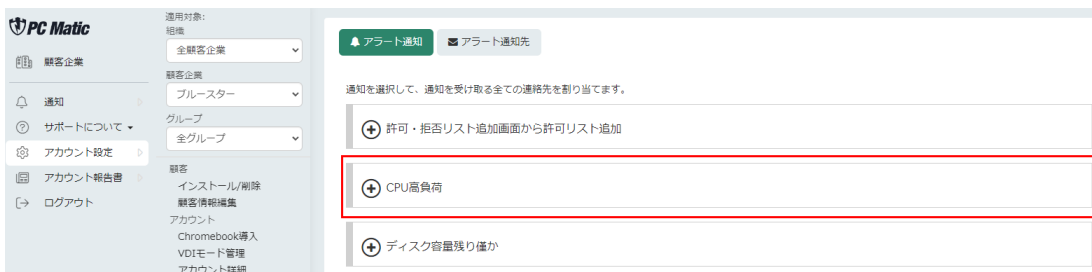 PC Matic
顧客企業
通知
サポートについて
アカウント設定
アカウント報告書
ログアウト
適用対象:
組織
全顧客企業
顧客企業
ブルースター
グループ
全グループ
顧客
インストール/削除
顧客情報編集
アカウント
Chromebook導入
VDIモード管理
アカウント詳細
アラート通知
アラート通知先
通知を選択して、通知を受け取る全ての連絡先を割り当てます。
許可・拒否リスト追加画面から許可リスト追加
CPU高負荷
ディスク容量残り僅か